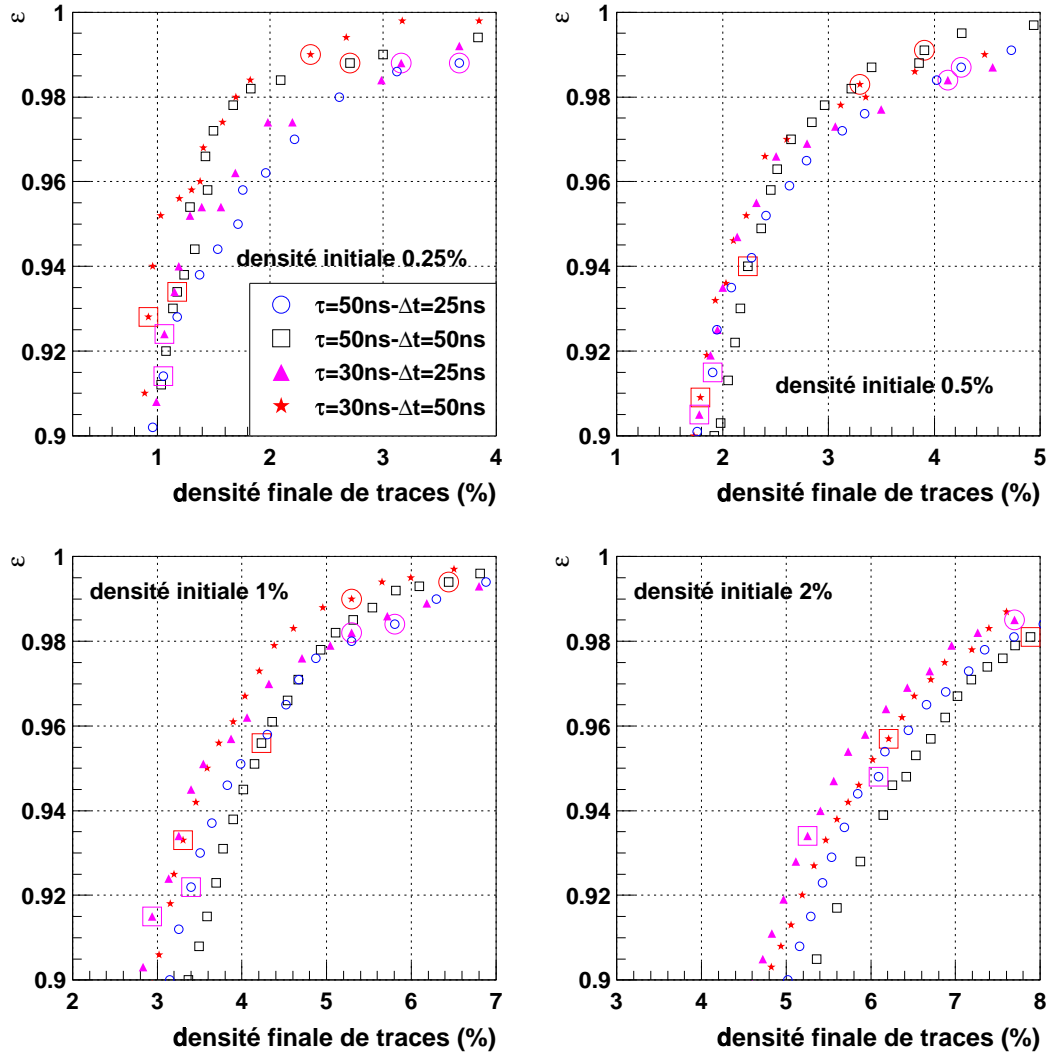 ε
1
0.98
0.96
0.94
0.92
0.9
densité initiale 0.25%
τ=50ns-Δt=25ns
τ=50ns-Δt=50ns
τ=30ns-Δt=25ns
τ=30ns-Δt=50ns
1 2 3 4
densité finale de traces (%)
ε
1
0.98
0.96
0.94
0.92
0.9
densité initiale 0.5%
1 2 3 4 5
densité finale de traces (%)
ε
1
densité initiale 1%
0.98
0.96
0.94
0.92
0.9
2 3 4 5 6 7
densité finale de traces (%)
ε
1
densité initiale 2%
0.98
0.96
0.94
0.92
0.9
3 4 5 6 7 8
densité finale de traces (%)